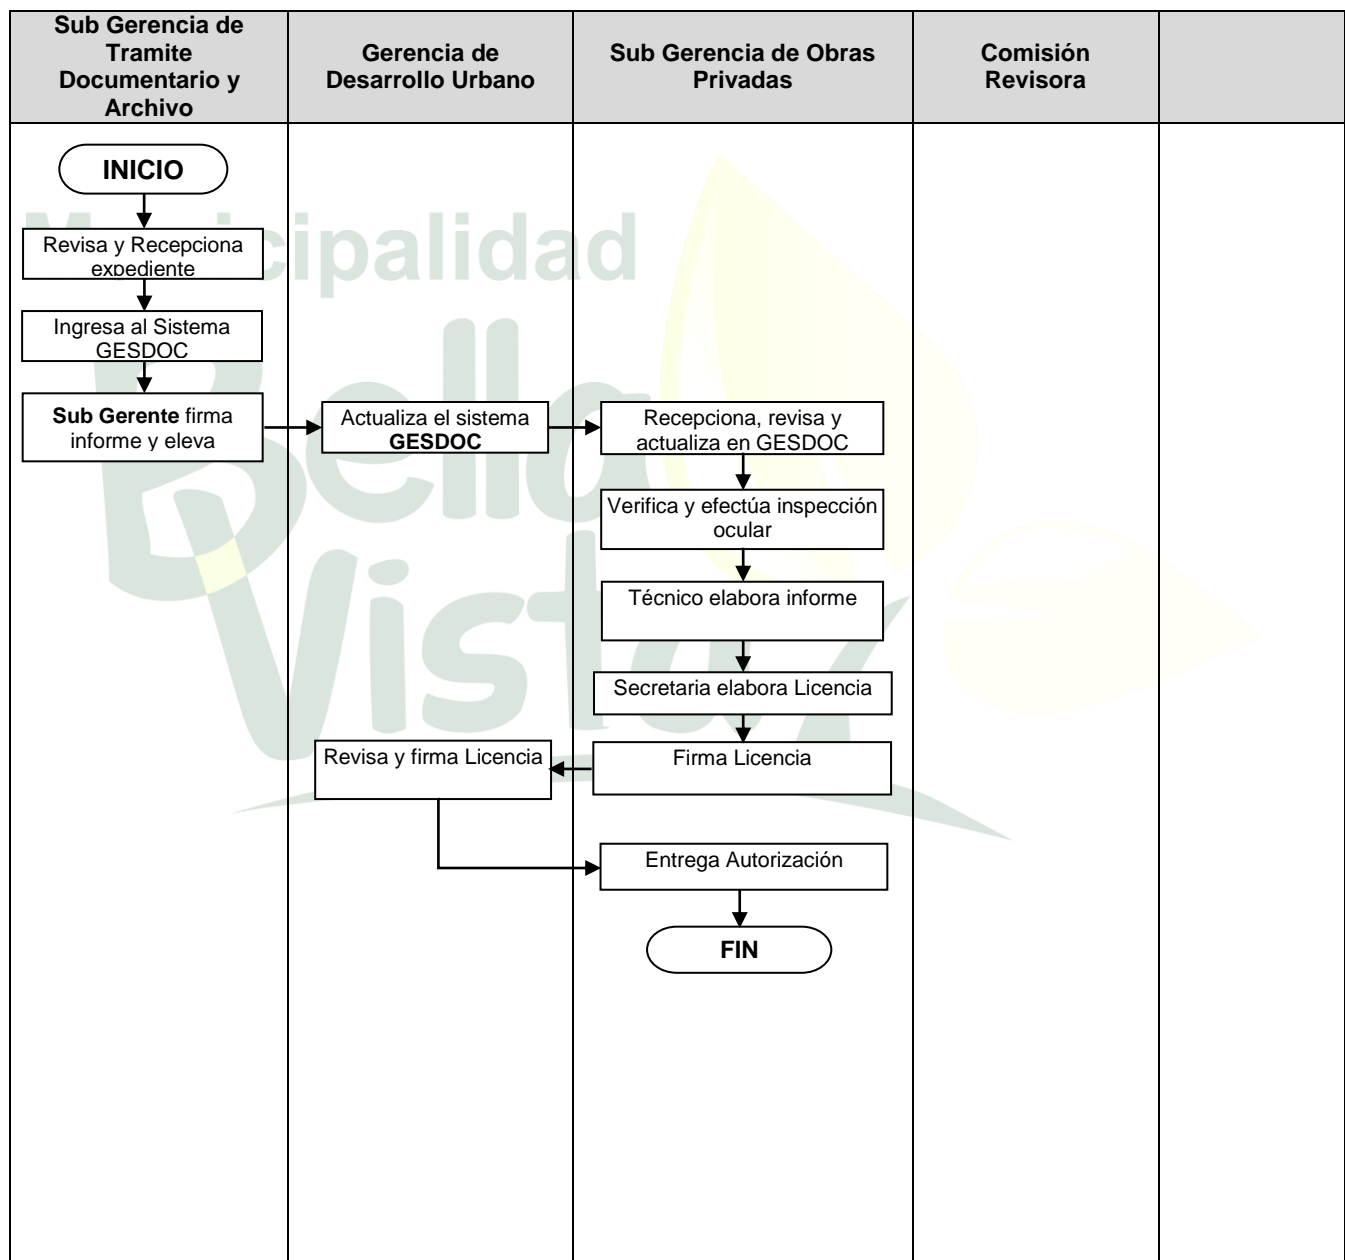 Sub Gerencia de
Tramite
Documentario y
Archivo
Gerencia de
Desarrollo Urbano
Sub Gerencia de Obras
Privadas
Comisión
Revisora
INICIO
Municipalidad
Bella
Vista
Revisa y Recepciona
expediente
Ingresa al Sistema
GESDOC
Sub Gerente firma
informe y eleva
Actualiza el sistema
GESDOC
Recepciona, revisa y
actualiza en GESDOC
Verifica y efectúa inspección
ocular
Técnico elabora informe
Secretaria elabora Licencia
Firma Licencia
Revisa y firma Licencia
Entrega Autorización
FIN